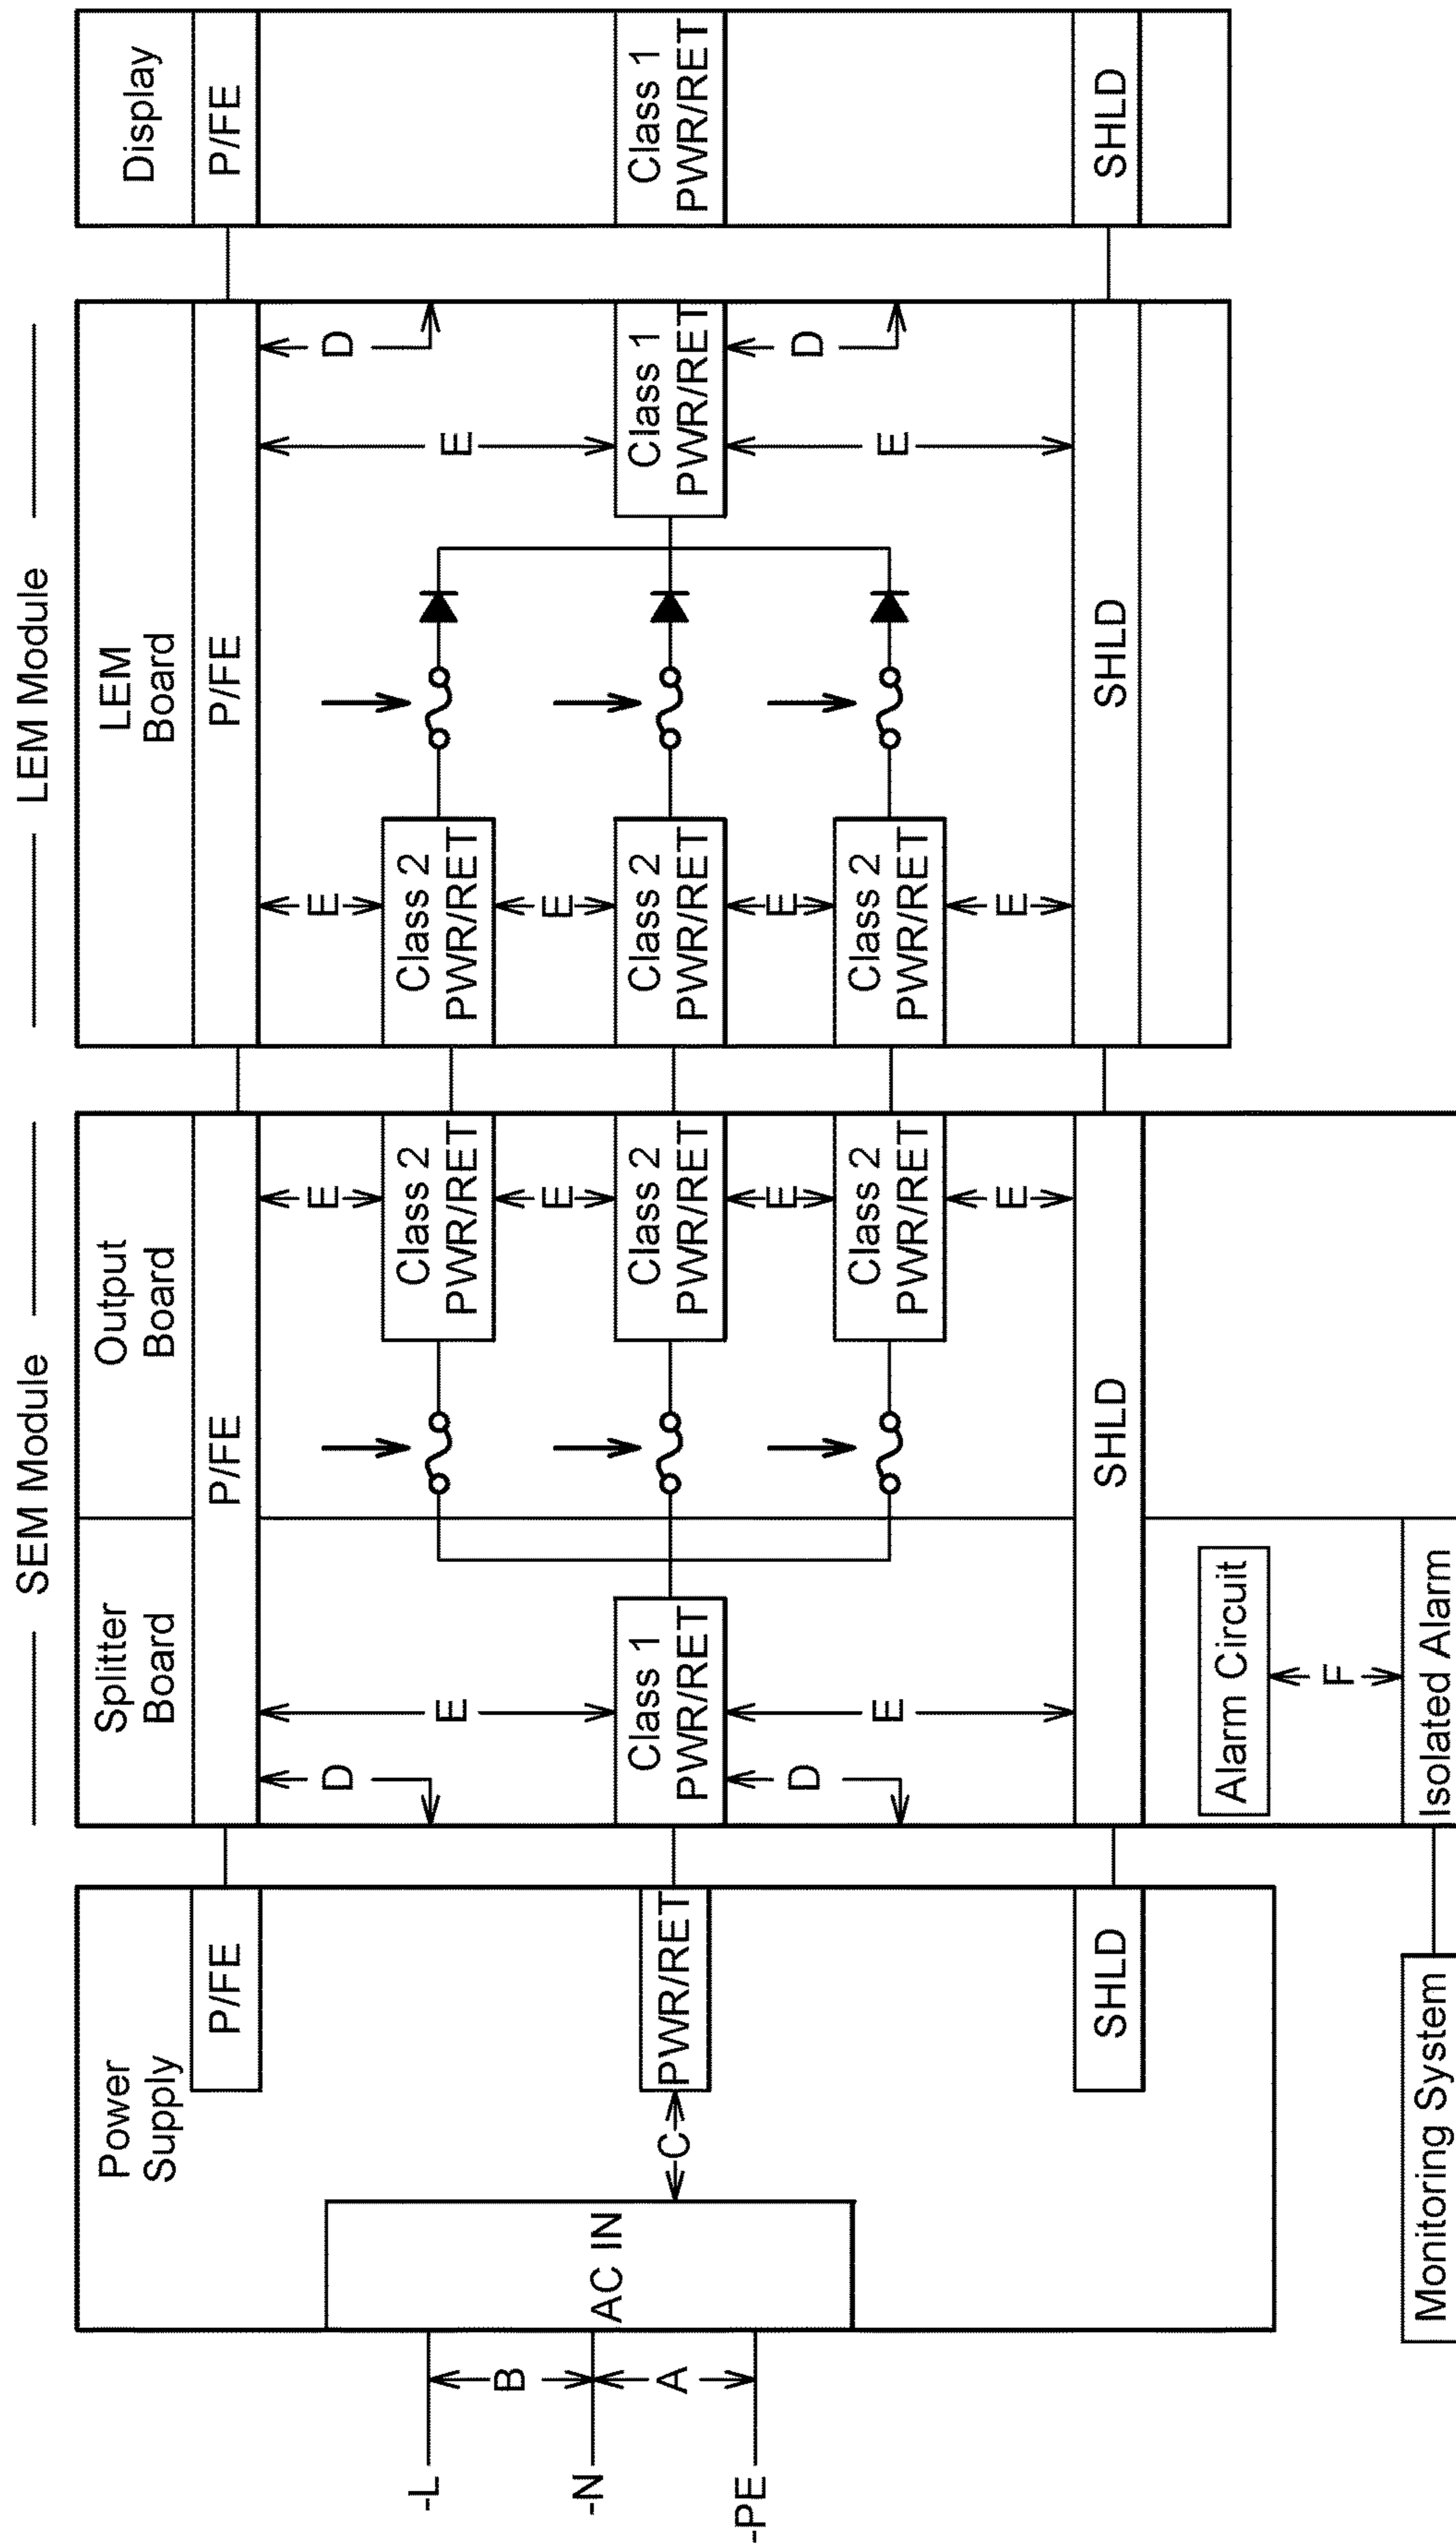 SEM Module
LEM Module
Power
Supply
Splitter
Board
Output
Board
LEM
Board
Display
P/FE
P/FE
P/FE
P/FE
-L
B
-N
A
-PE
AC IN
C
PWR/RET
D
E
Class 1
PWR/RET
D
E
E
Class 2
PWR/RET
E
Class 2
PWR/RET
E
Class 2
PWR/RET
E
E
Class 2
PWR/RET
E
Class 2
PWR/RET
E
Class 2
PWR/RET
E
E
D
Class 1
PWR/RET
E
D
Class 1
PWR/RET
SHLD
SHLD
SHLD
SHLD
Alarm Circuit
F
Monitoring System
Isolated Alarm